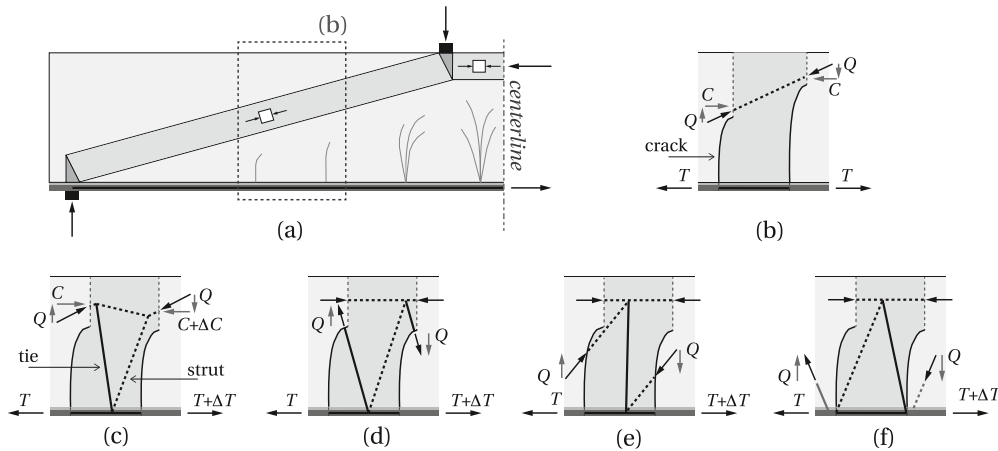 (b)
centerline
(a)
Q
C
C
Q
crack
T
T
(b)
C
Q
Q
C+ΔC
tie
strut
T
T+ΔT
(c)
Q
Q
T
T+ΔT
(d)
Q
Q
T
T+ΔT
(e)
Q
Q
T
T+ΔT
(f)